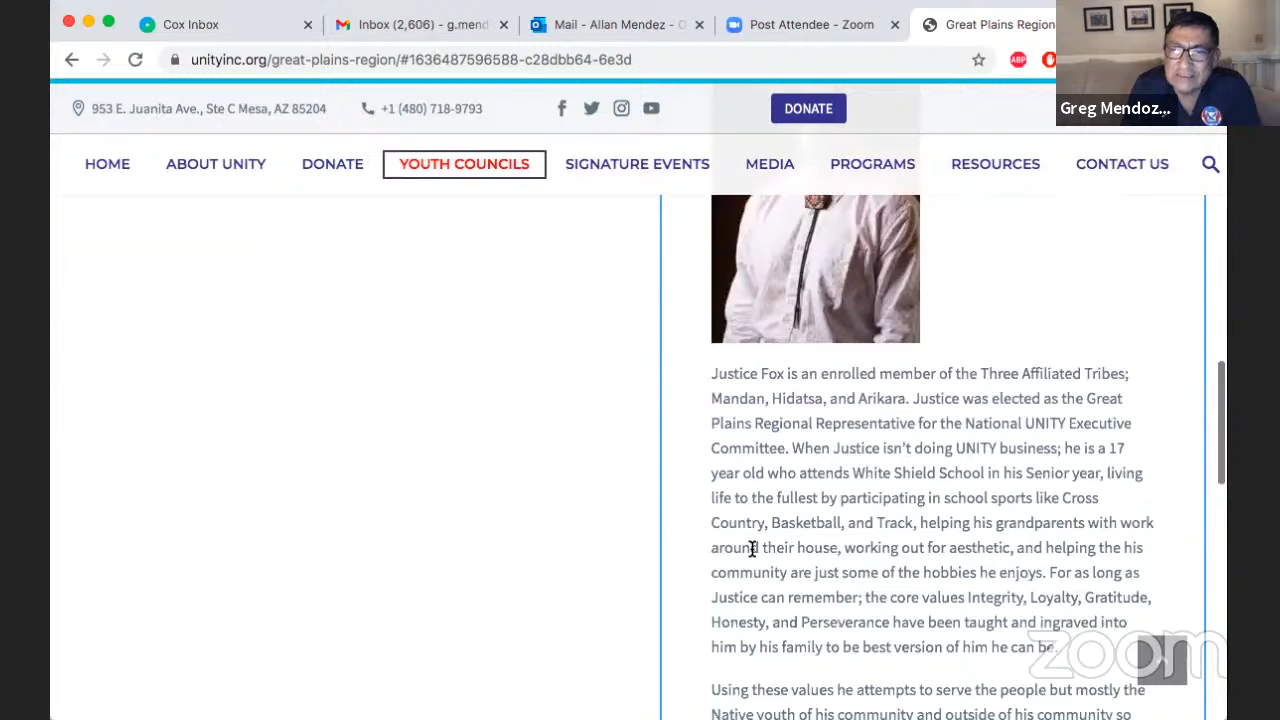 Cox Inbox
Inbox (2,606) - g.mend
Mail - Allan Mendez - O
Post Attendee - Zoom
Great Plains Region
unityinc.org/great-plains-region/#1636487596588-c28dbb64-6e3d
ABP
Greg Mendoz...
953 E. Juanita Ave., Ste C Mesa, AZ 85204
+1 (480) 718-9793
DONATE
HOME ABOUT UNITY DONATE YOUTH COUNCILS SIGNATURE EVENTS MEDIA PROGRAMS RESOURCES CONTACT US
Justice Fox is an enrolled member of the Three Affiliated Tribes;
Mandan, Hidatsa, and Arikara. Justice was elected as the Great
Plains Regional Representative for the National UNITY Executive
Committee. When Justice isn't doing UNITY business; he is a 17
year old who attends White Shield School in his Senior year, living
life to the fullest by participating in school sports like Cross
Country, Basketball, and Track, helping his grandparents with work
around their house, working out for aesthetic, and helping the his
community are just some of the hobbies he enjoys. For as long as
Justice can remember; the core values Integrity, Loyalty, Gratitude,
Honesty, and Perseverance have been taught and ingraved into
him by his family to be best version of him he can be.
zoom
Using these values he attempts to serve the people but mostly the
Native youth of his community and outside of his community so